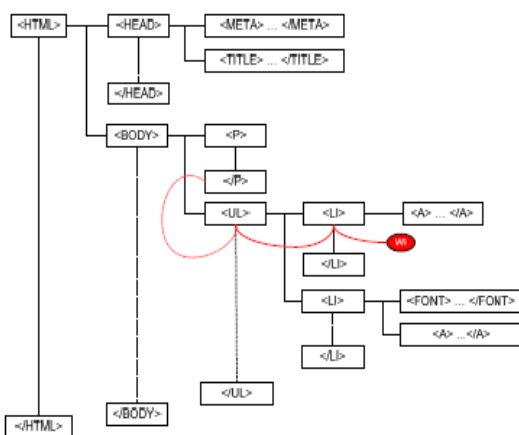 <HTML> <HEAD> <META> ... </META>
<TITLE> ... </TITLE>
</HEAD>
<BODY> <P>
</P>
<UL> <LI> <A> ... </A>
Wi
</LI>
<LI> <FONT> ... </FONT>
<A> ...</A>
</LI>
</UL>
</BODY>
</HTML>